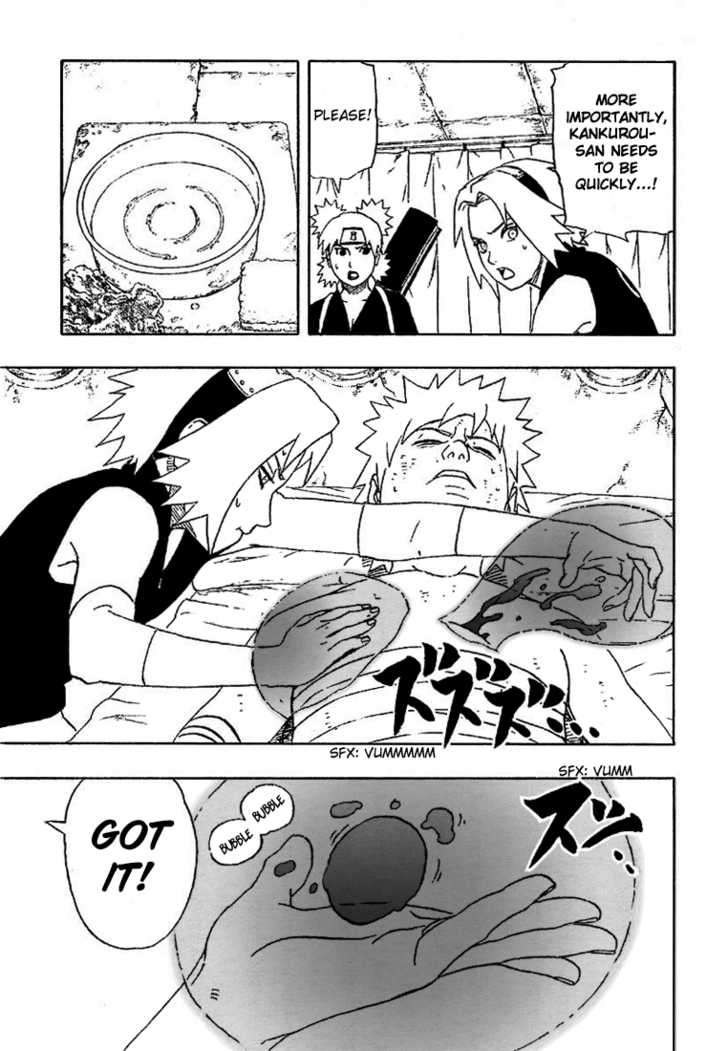 MORE
IMPORTANTLY,
KANKUROU-
SAN NEEDS
TO BE
QUICKLY...!
PLEASE!
ズズズ...
SFX: VUMMMMM
SFX: VUMM
ズッ...
BUBBLE
BUBBLE
GOT
IT!